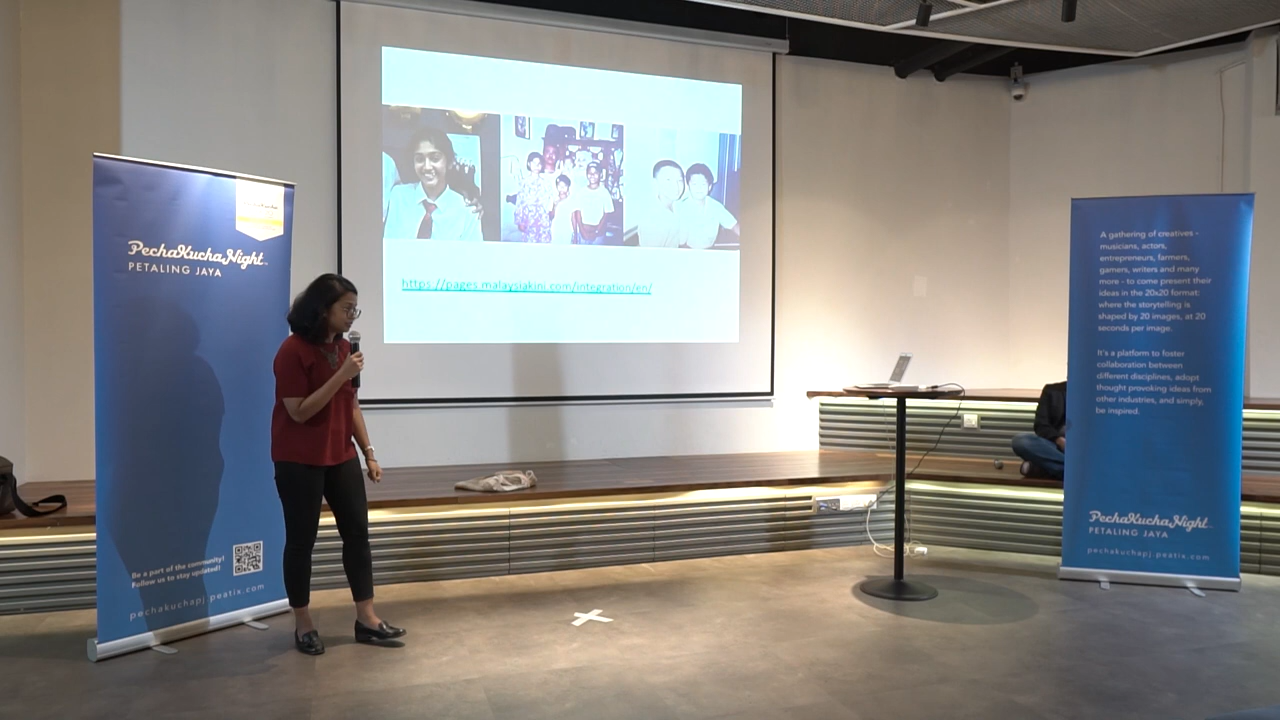 PechaKucha Night
PETALING JAYA
Be a part of the community!
Follow us to stay updated!
pechakuchapj.peatix.com
https://pages.malaysiakini.com/integration/en/
A gathering of creatives -
musicians, actors,
entrepreneurs, farmers,
gamers, writers and many
more - to come present their
ideas in the 20x20 format:
where the storytelling is
shaped by 20 images, at 20
seconds per image.
It's a platform to foster
collaboration between
different disciplines, adopt
thought provoking ideas from
other industries, and simply,
be inspired.
PechaKucha Night
PETALING JAYA
pechakuchapj.peatix.com